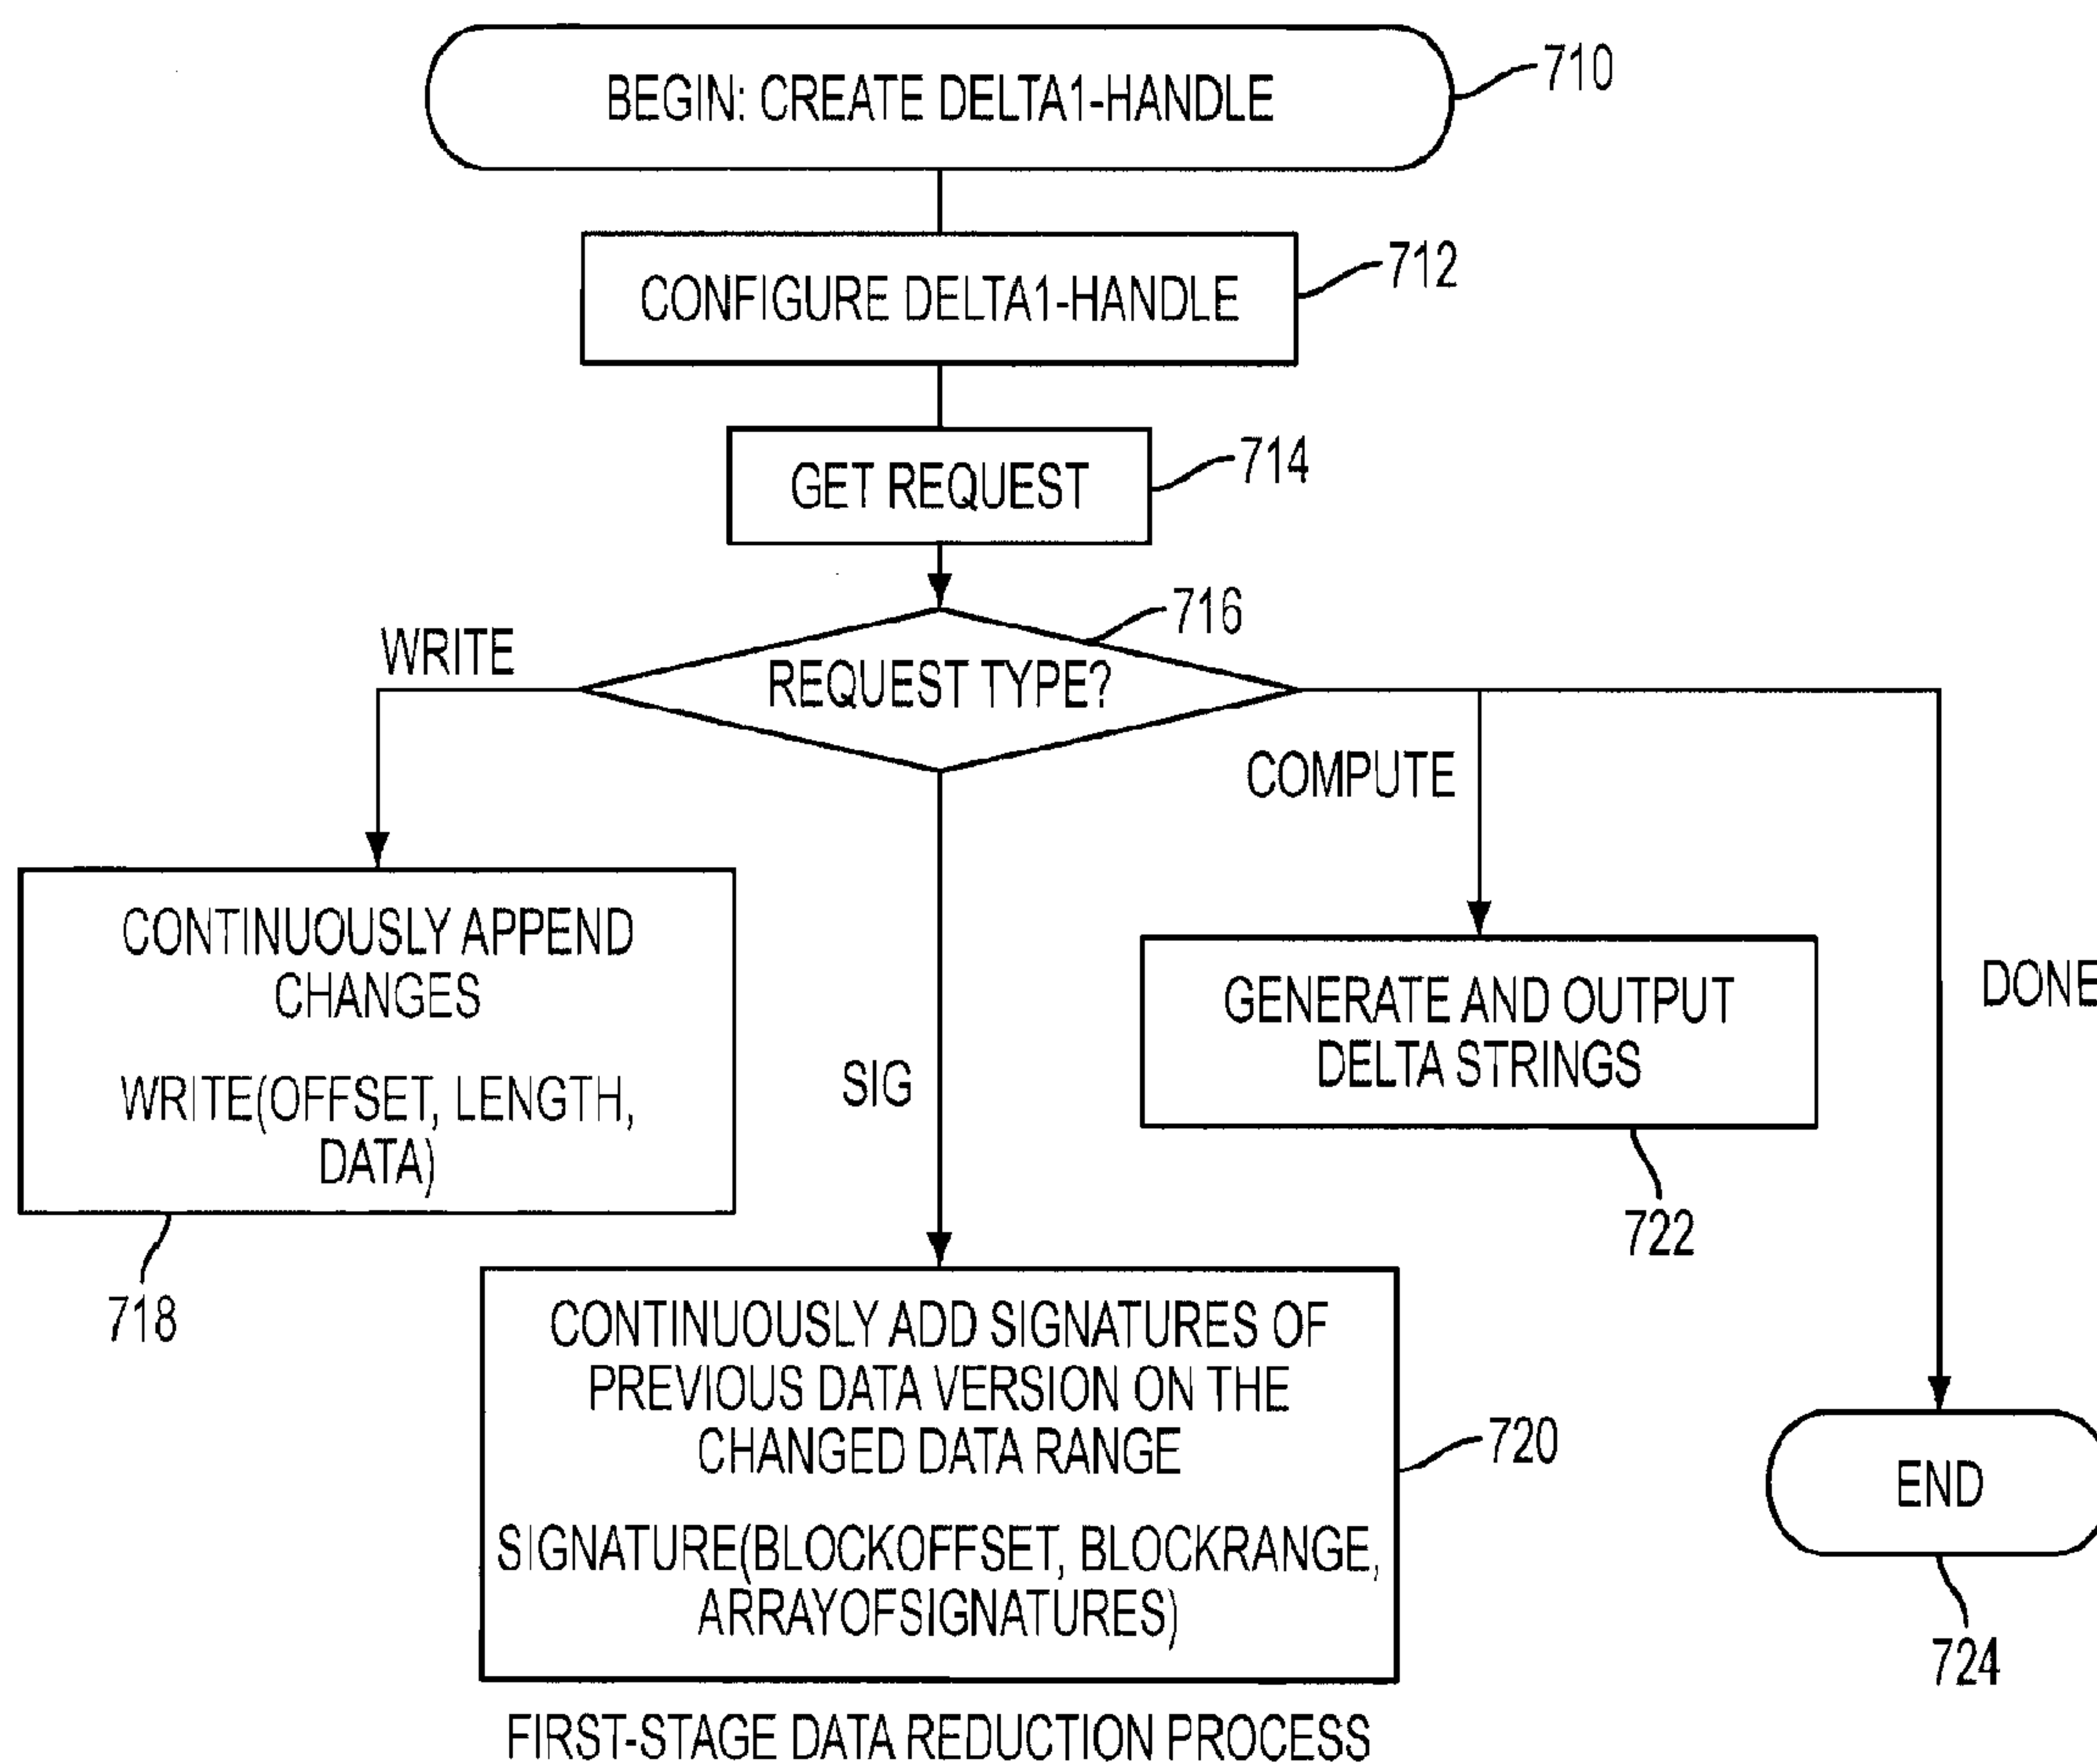 BEGIN: CREATE DELTA1-HANDLE
710
CONFIGURE DELTA1-HANDLE
712
GET REQUEST
714
716
WRITE
REQUEST TYPE?
COMPUTE
CONTINUOUSLY APPEND
CHANGES
WRITE(OFFSET, LENGTH,
DATA)
718
SIG
GENERATE AND OUTPUT
DELTA STRINGS
722
DONE
CONTINUOUSLY ADD SIGNATURES OF
PREVIOUS DATA VERSION ON THE
CHANGED DATA RANGE
SIGNATURE(BLOCKOFFSET, BLOCKRANGE,
ARRAYOFSIGNATURES)
720
END
724
FIRST-STAGE DATA REDUCTION PROCESS